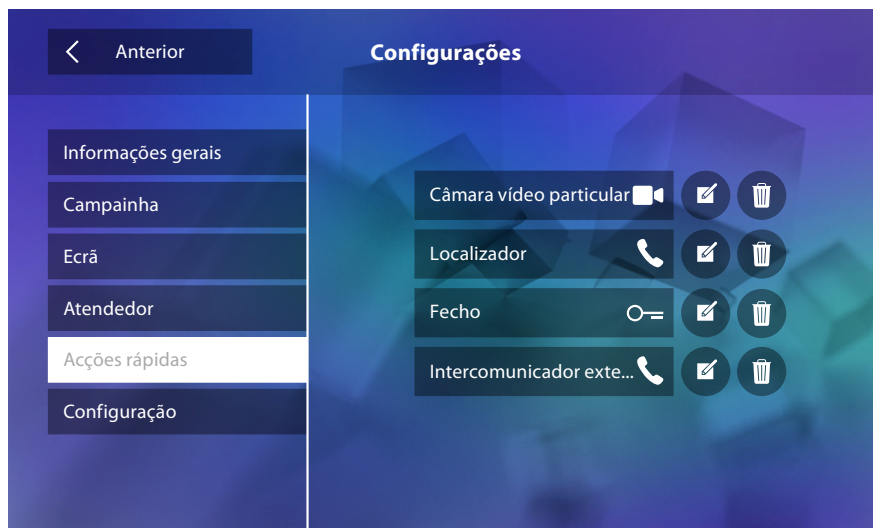 Anterior
Configurações
Informações gerais
Campainha
Ecrã
Atendedor
Acções rápidas
Configuração
Câmara vídeo particular
Localizador
Fecho
Intercomunicador exte...